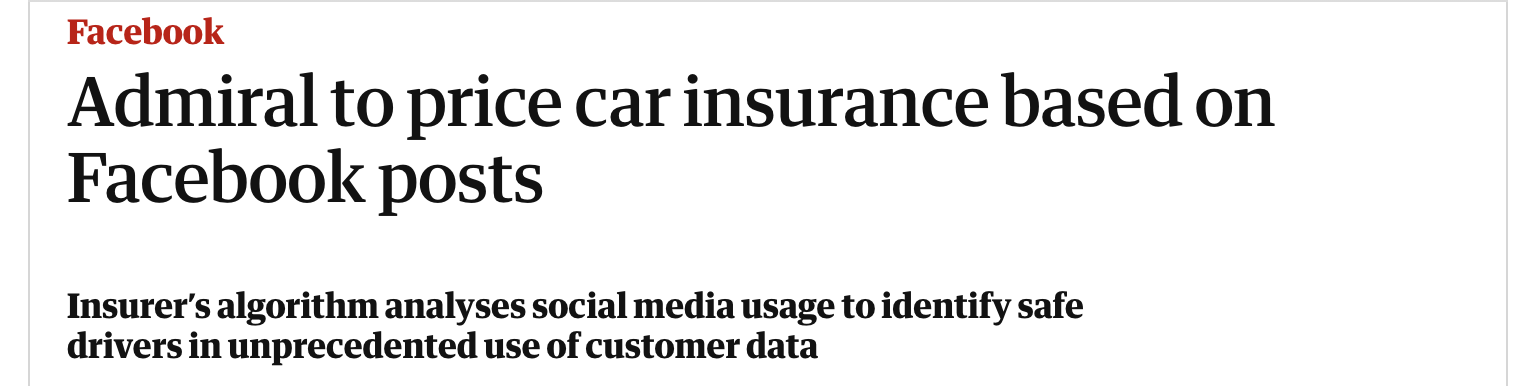 Facebook
Admiral to price car insurance based on
Facebook posts
Insurer’s algorithm analyses social media usage to identify safe
drivers in unprecedented use of customer data